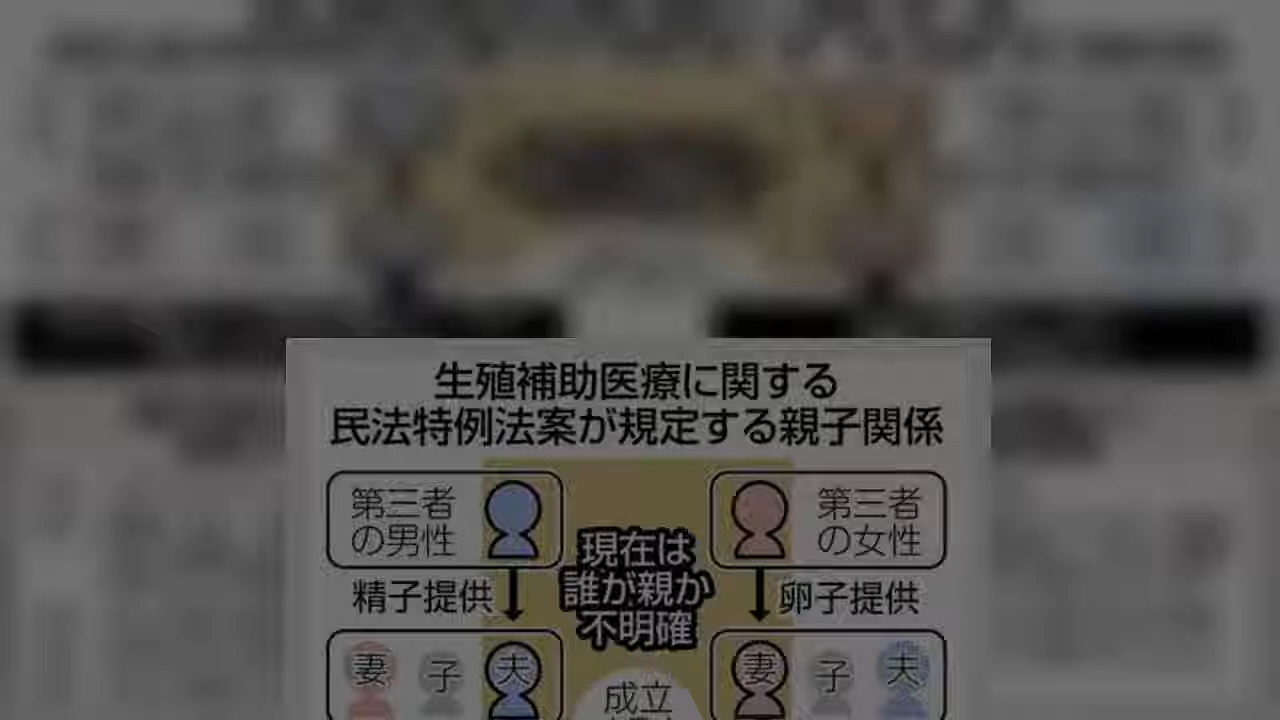 生殖補助医療に関する
民法特例法案が規定する親子関係
第三者
の男性
第三者
の女性
現在は
誰が親か
不明確
精子提供
卵子提供
妻 子 夫
妻 子 夫
成立